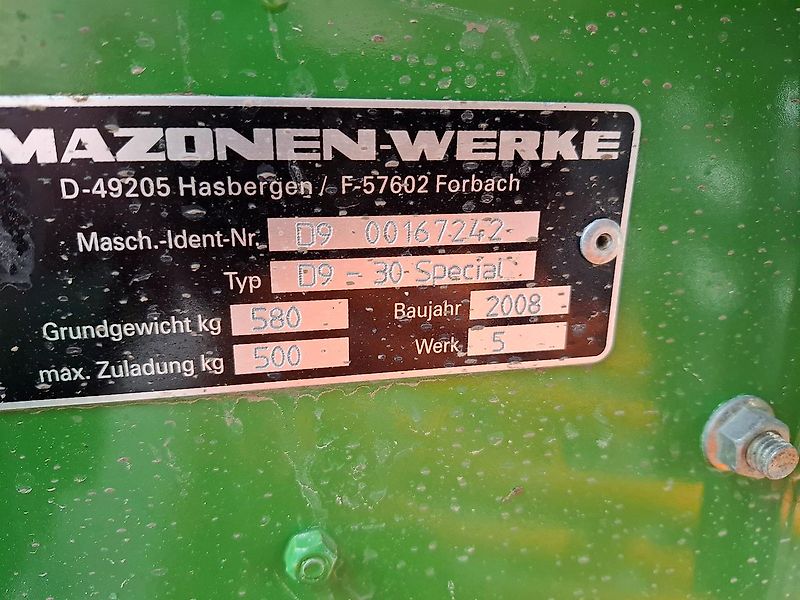 MAZONEN-WERKE
D-49205 Hasbergen / F-57602 Forbach
Masch.-Ident-Nr. D9 00167242
Typ D9 - 30 Special
Grundgewicht kg 580 Baujahr 2008
max. Zuladung kg 500 Werk 5